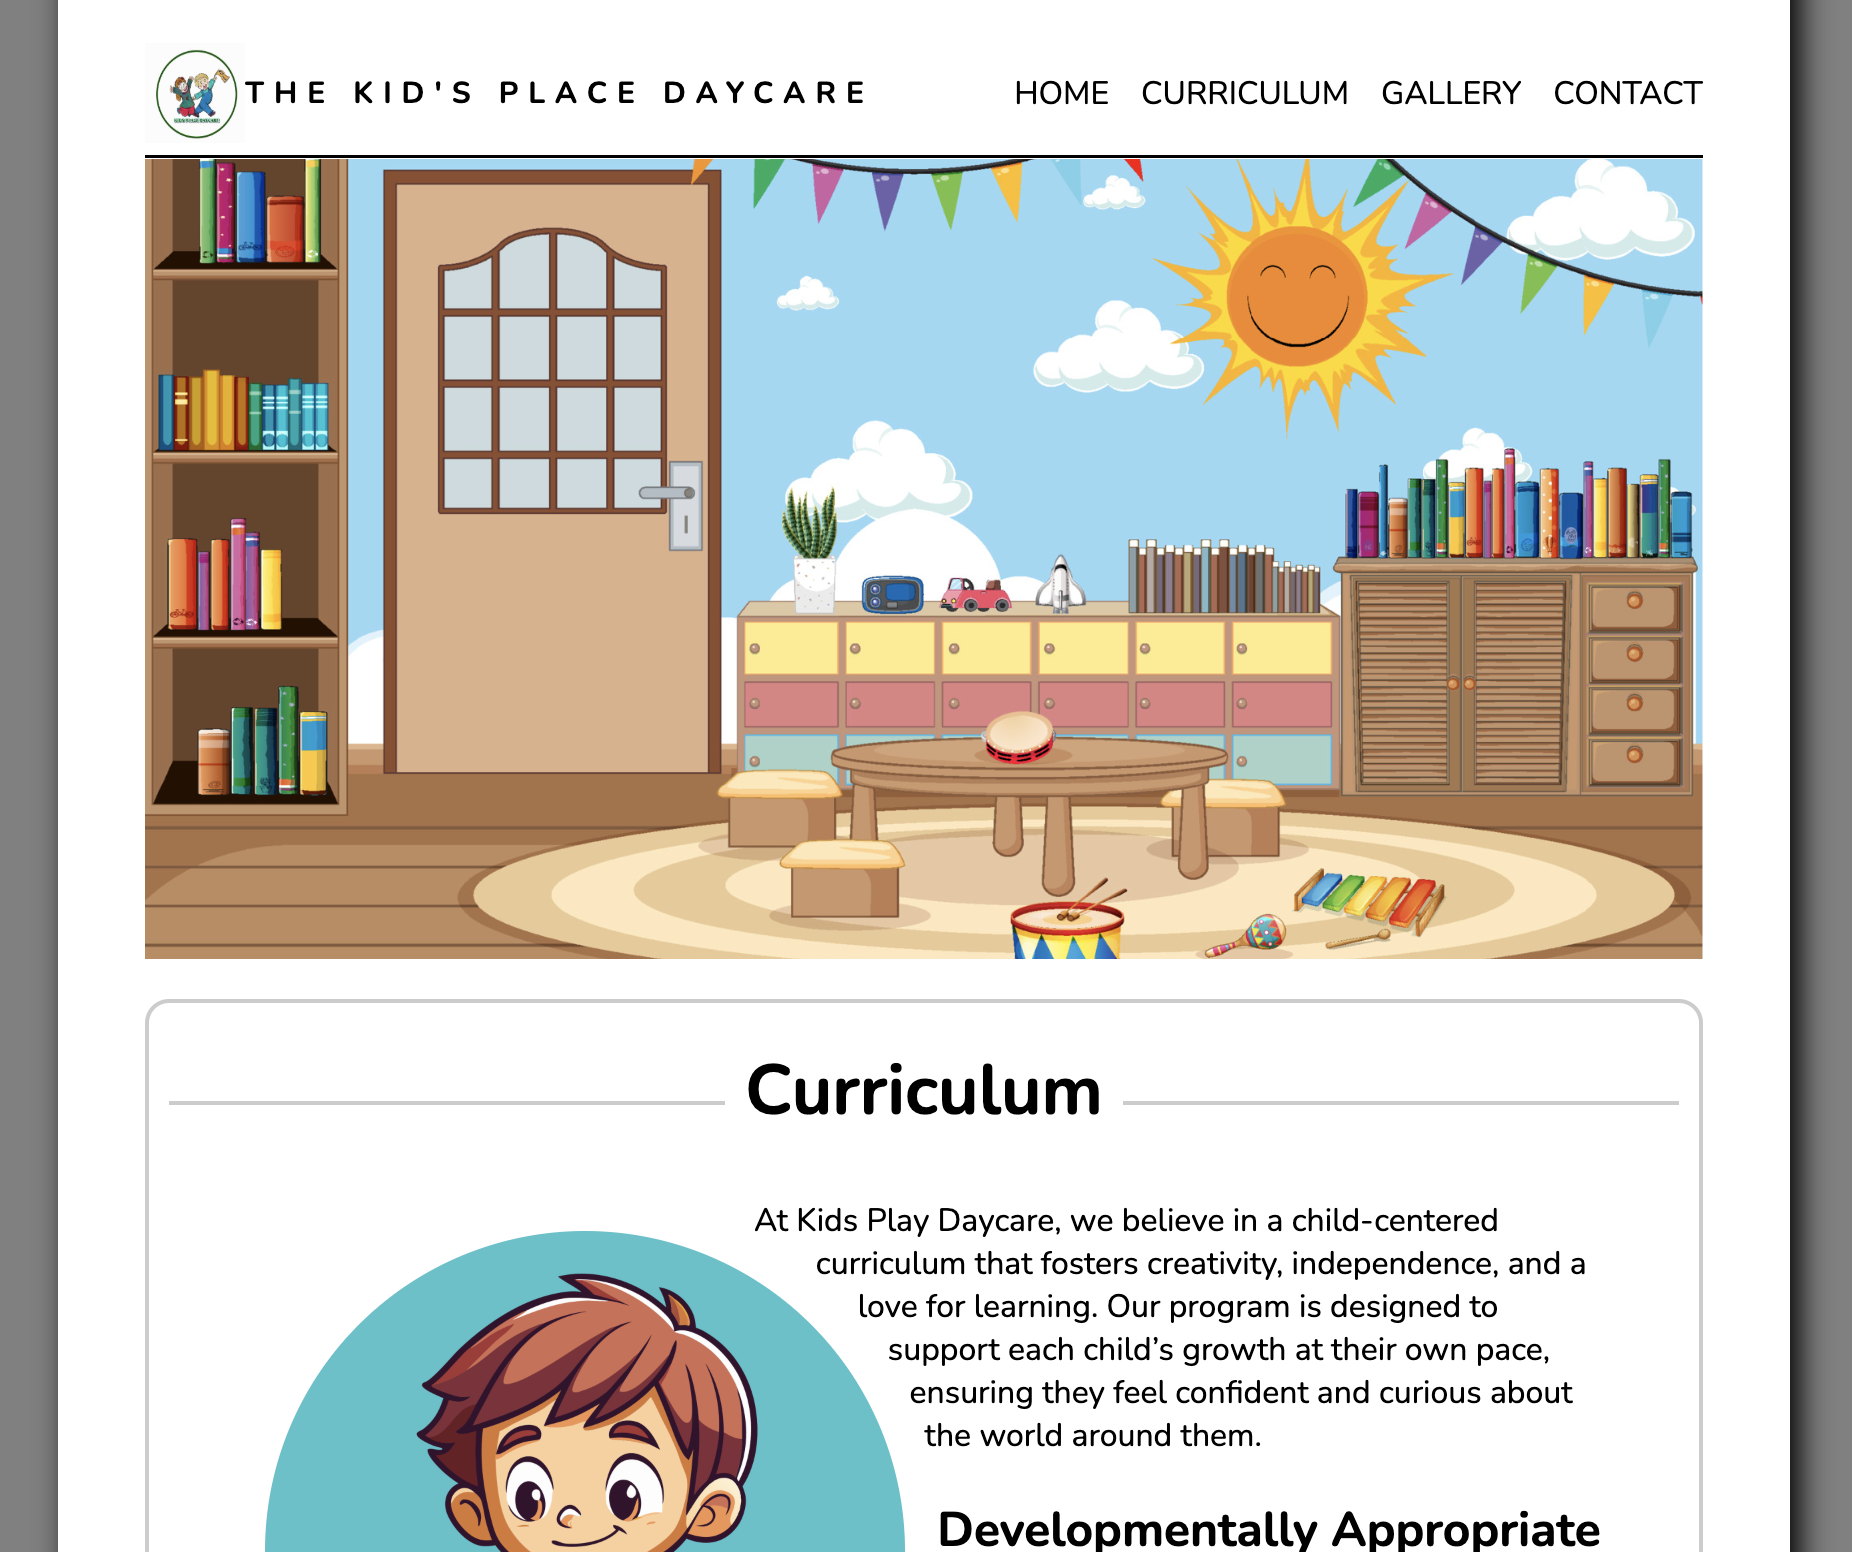 THE KID'S PLACE DAYCARE
HOME CURRICULUM GALLERY CONTACT
Curriculum
At Kids Play Daycare, we believe in a child-centered
curriculum that fosters creativity, independence, and a
love for learning. Our program is designed to
support each child’s growth at their own pace,
ensuring they feel confident and curious about
the world around them.
Developmentally Appropriate